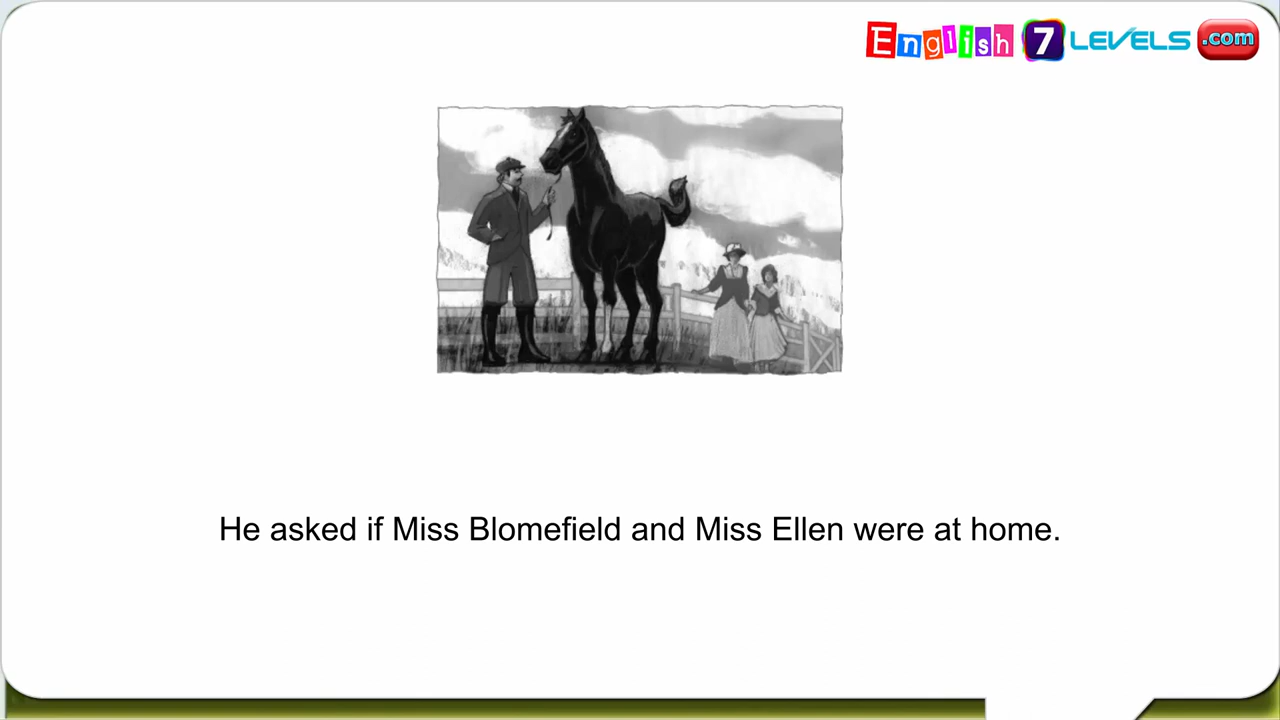 English 7 LEVELS .com
He asked if Miss Blomefield and Miss Ellen were at home.